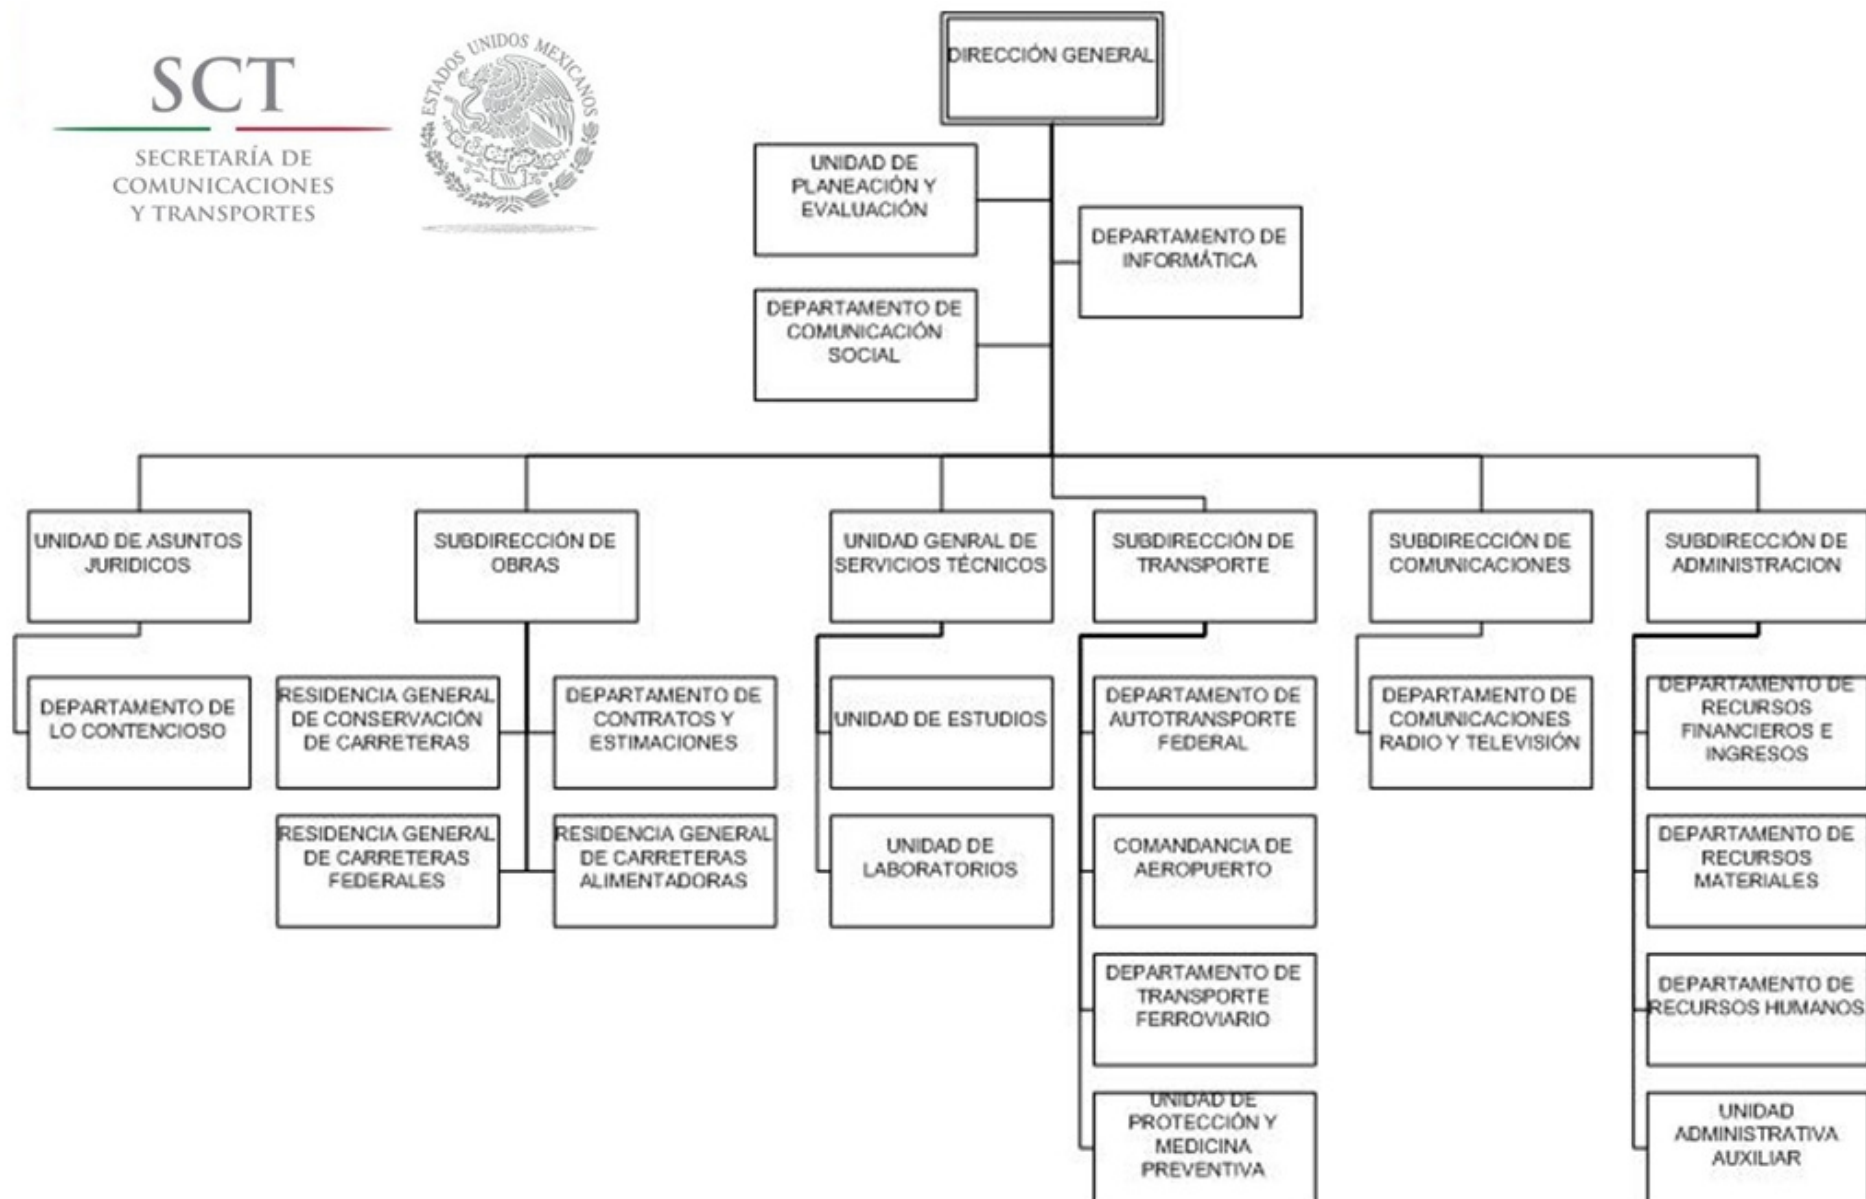 SCT
SECRETARÍA DE
COMUNICACIONES
Y TRANSPORTES
ESTADOS UNIDOS MEXICANOS
DIRECCIÓN GENERAL
UNIDAD DE
PLANEACIÓN Y
EVALUACIÓN
DEPARTAMENTO DE
INFORMÁTICA
DEPARTAMENTO DE
COMUNICACIÓN
SOCIAL
UNIDAD DE ASUNTOS
JURIDICOS
SUBDIRECCIÓN DE
OBRAS
UNIDAD GENRAL DE
SERVICIOS TÉCNICOS
SUBDIRECCIÓN DE
TRANSPORTE
SUBDIRECCIÓN DE
COMUNICACIONES
SUBDIRECCIÓN DE
ADMINISTRACION
DEPARTAMENTO DE
LO CONTENCIOSO
RESIDENCIA GENERAL
DE CONSERVACIÓN
DE CARRETERAS
DEPARTAMENTO DE
CONTRATOS Y
ESTIMACIONES
UNIDAD DE ESTUDIOS
DEPARTAMENTO DE
AUTOTRANSPORTE
FEDERAL
DEPARTAMENTO DE
COMUNICACIONES
RADIO Y TELEVISIÓN
DEPARTAMENTO DE
RECURSOS
FINANCIEROS E
INGRESOS
RESIDENCIA GENERAL
DE CARRETERAS
FEDERALES
RESIDENCIA GENERAL
DE CARRETERAS
ALIMENTADORAS
UNIDAD DE
LABORATORIOS
COMANDANCIA DE
AEROPUERTO
DEPARTAMENTO DE
RECURSOS
MATERIALES
DEPARTAMENTO DE
TRANSPORTE
FERROVIARIO
DEPARTAMENTO DE
RECURSOS HUMANOS
UNIDAD DE
PROTECCIÓN Y
MEDICINA
PREVENTIVA
UNIDAD
ADMINISTRATIVA
AUXILIAR